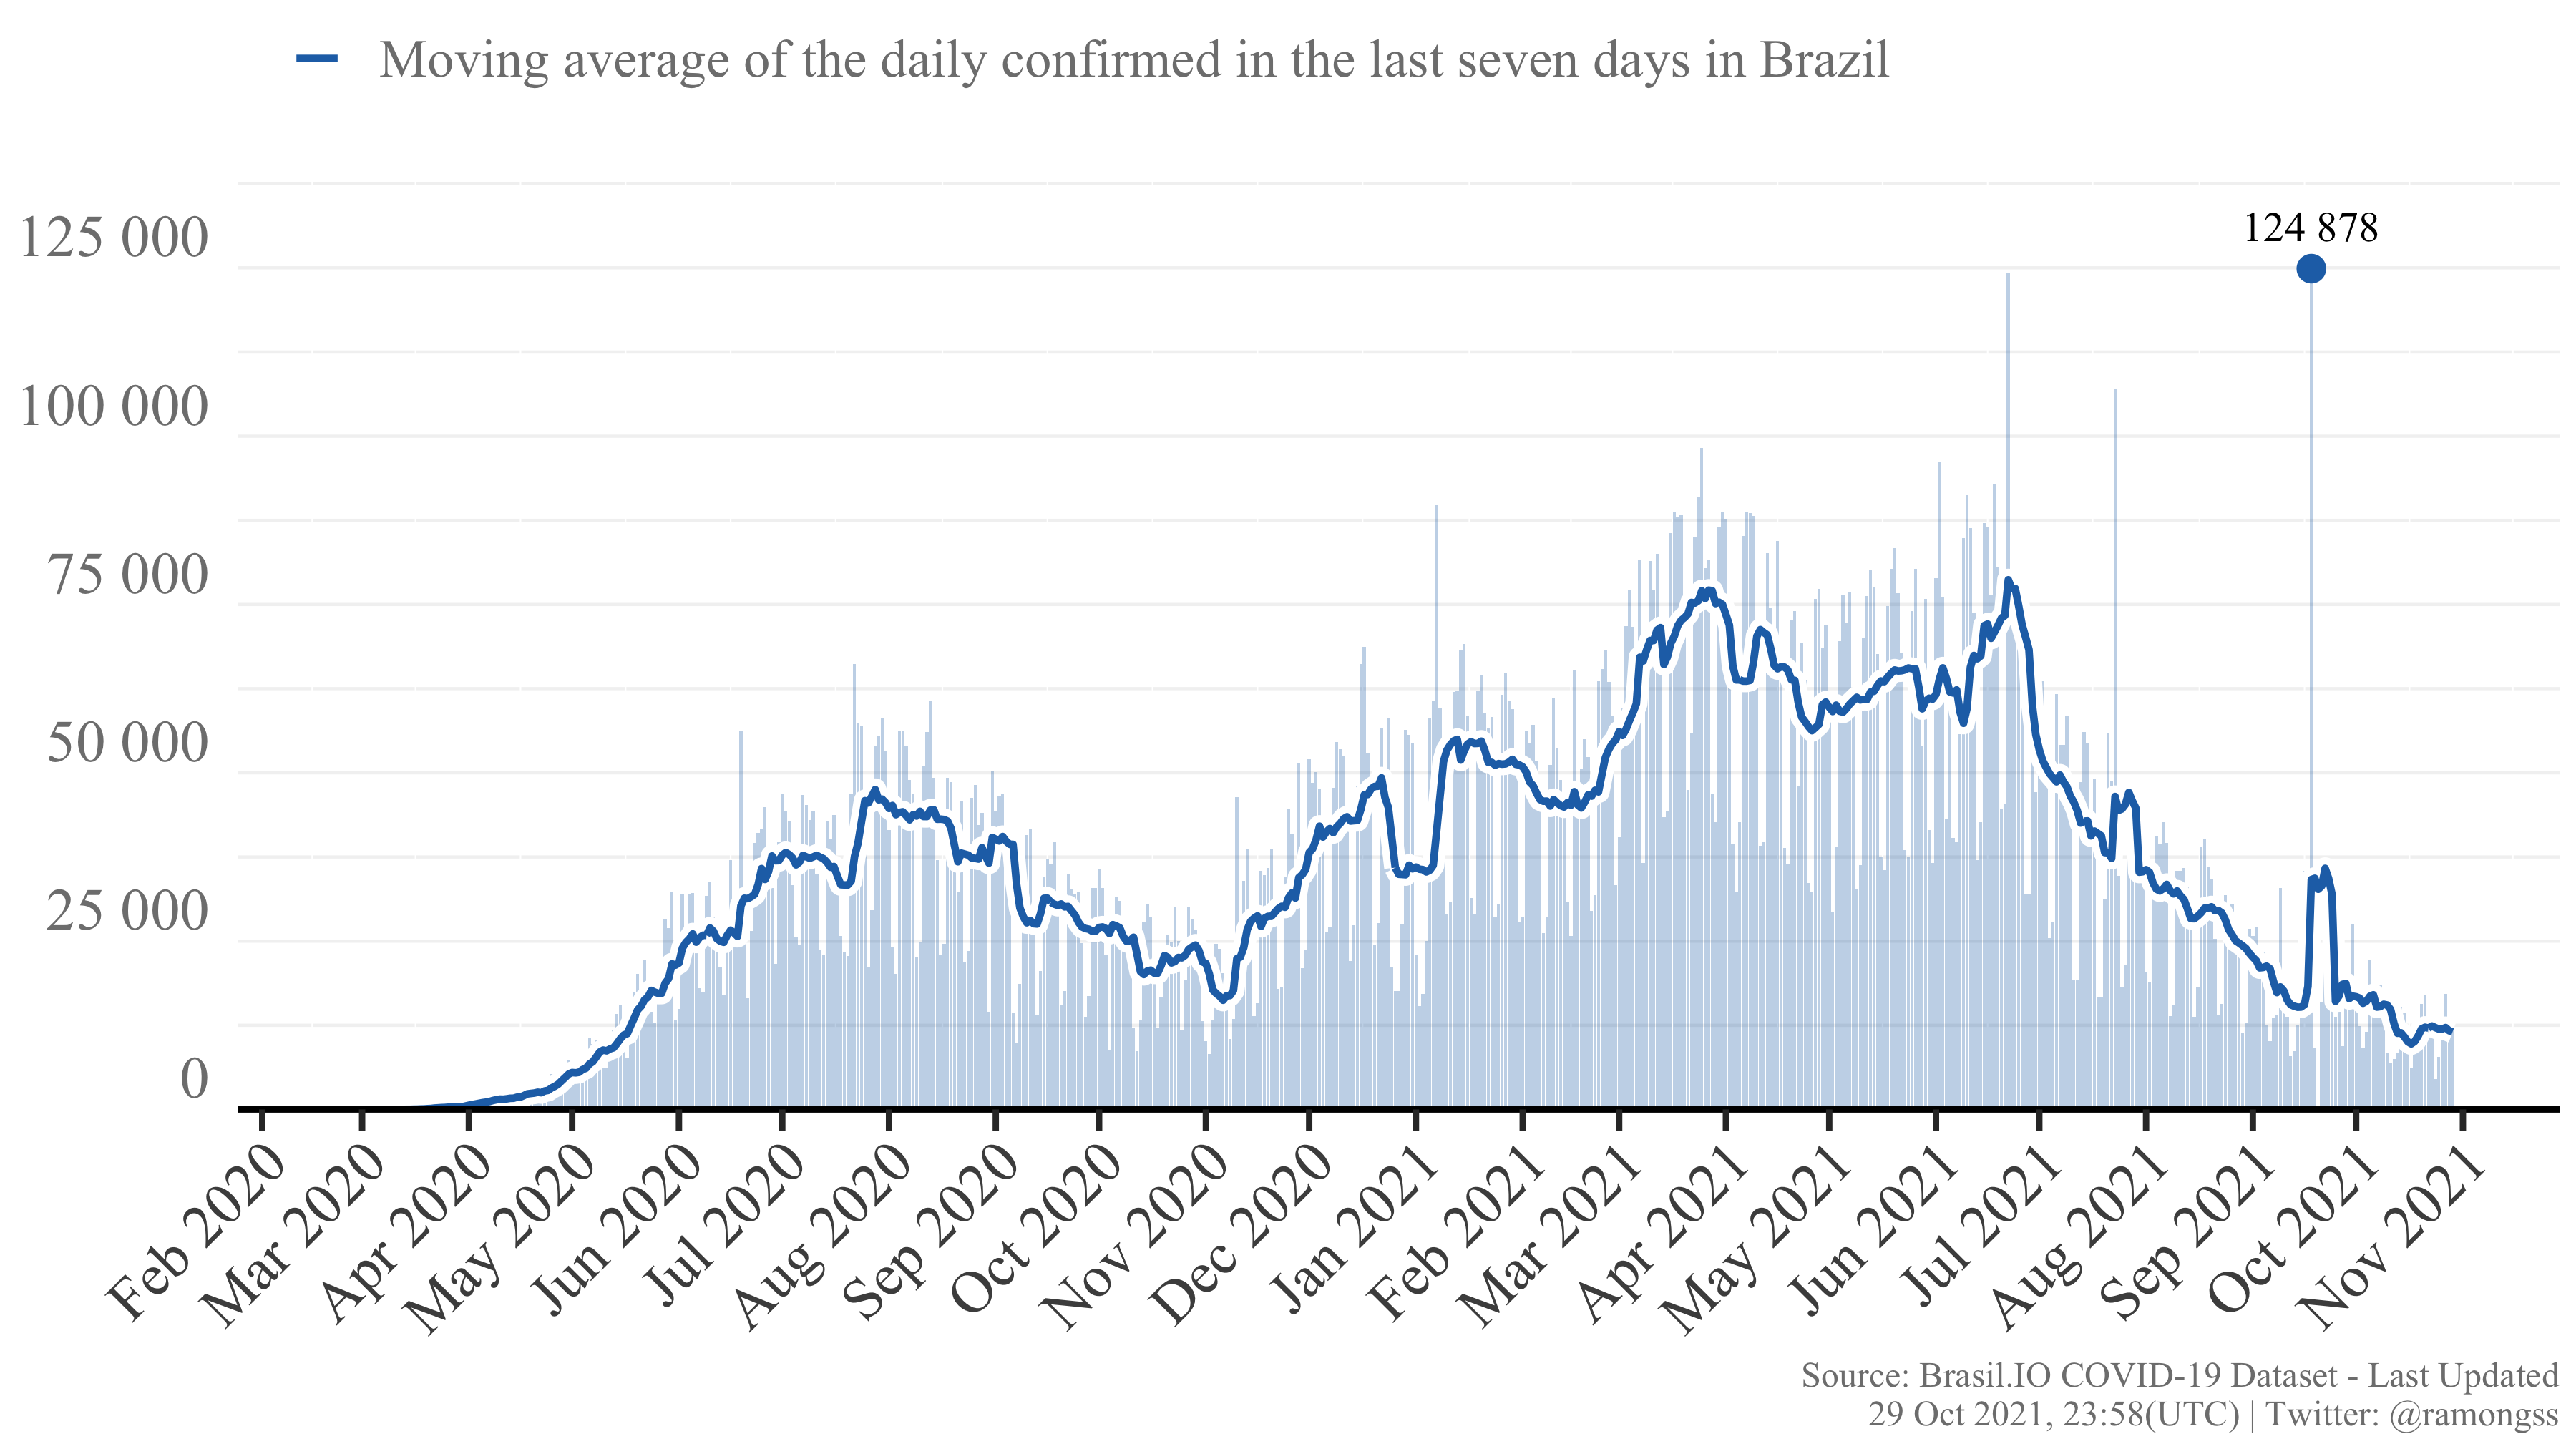 Moving average of the daily confirmed in the last seven days in Brazil
124 878
125 000
100 000
75 000
50 000
25 000
0
Feb 2020
Mar 2020
Apr 2020
May 2020
Jun 2020
Jul 2020
Aug 2020
Sep 2020
Oct 2020
Nov 2020
Dec 2020
Jan 2021
Feb 2021
Mar 2021
Apr 2021
May 2021
Jun 2021
Jul 2021
Aug 2021
Sep 2021
Oct 2021
Nov 2021
Source: Brasil.IO COVID-19 Dataset - Last Updated
29 Oct 2021, 23:58(UTC) | Twitter: @ramongss